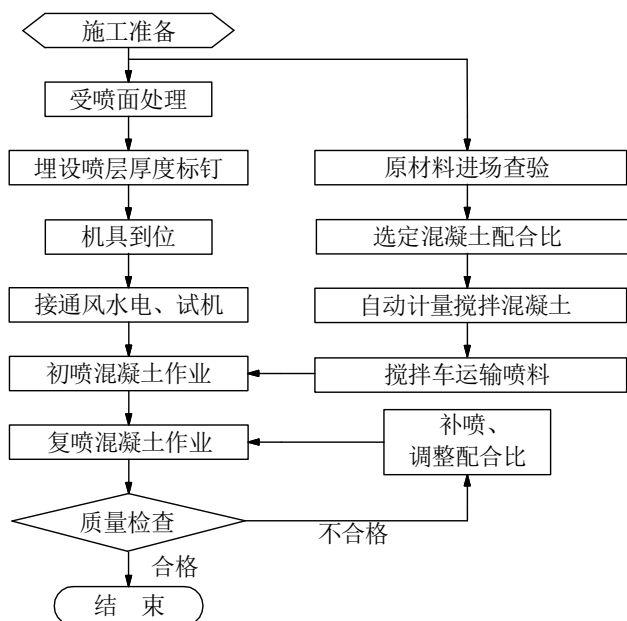 施工准备
受喷面处理
埋设喷层厚度标钉
原材料进场查验
机具到位
选定混凝土配合比
接通风水电、试机
自动计量搅拌混凝土
初喷混凝土作业
搅拌车运输喷料
复喷混凝土作业
补喷、
调整配合比
质量检查
不合格
合格
结 束